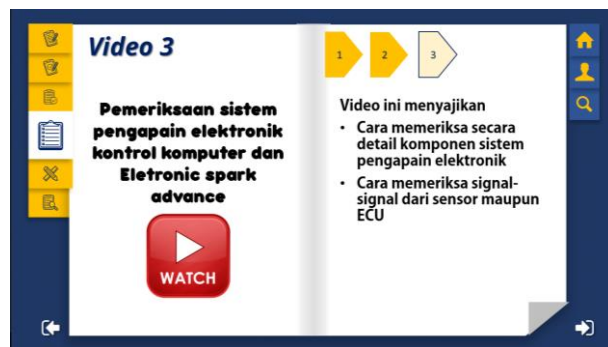 Video 3
Pemeriksaan sistem
pengapain elektronik
kontrol komputer dan
Eletronic spark
advance
WATCH
1
2
3
Video ini menyajikan
• Cara memeriksa secara
detail komponen sistem
pengapain elektronik
• Cara memeriksa signal-
signal dari sensor maupun
ECU